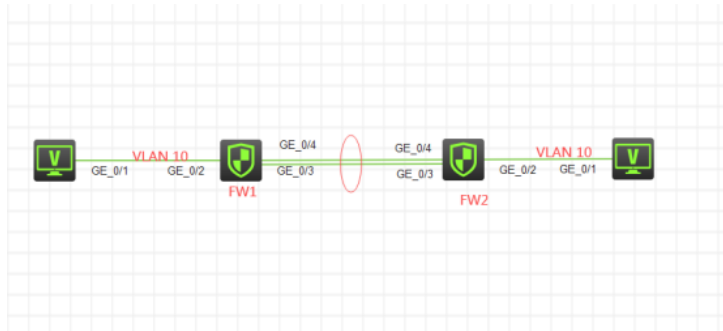 V
VLAN 10
GE_0/1
GE_0/2
FW1
GE_0/4
GE_0/3
GE_0/4
GE_0/3
FW2
VLAN 10
GE_0/2
GE_0/1
V